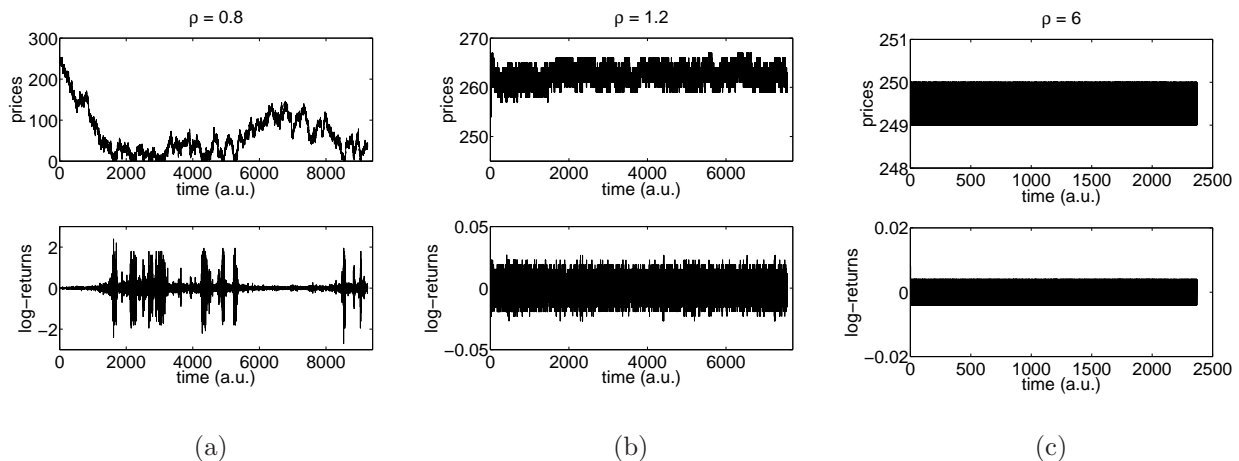 ρ = 0.8
300
200
100
0
prices
0 2000 4000 6000 8000
time (a.u.)
2
0
−2
log−returns
0 2000 4000 6000 8000
time (a.u.)
(a)
ρ = 1.2
270
260
250
prices
0 2000 4000 6000
time (a.u.)
0.05
0
−0.05
log−returns
0 2000 4000 6000
time (a.u.)
(b)
ρ = 6
251
250
249
248
prices
0 500 1000 1500 2000 2500
time (a.u.)
0.02
0
−0.02
log−returns
0 500 1000 1500 2000 2500
time (a.u.)
(c)